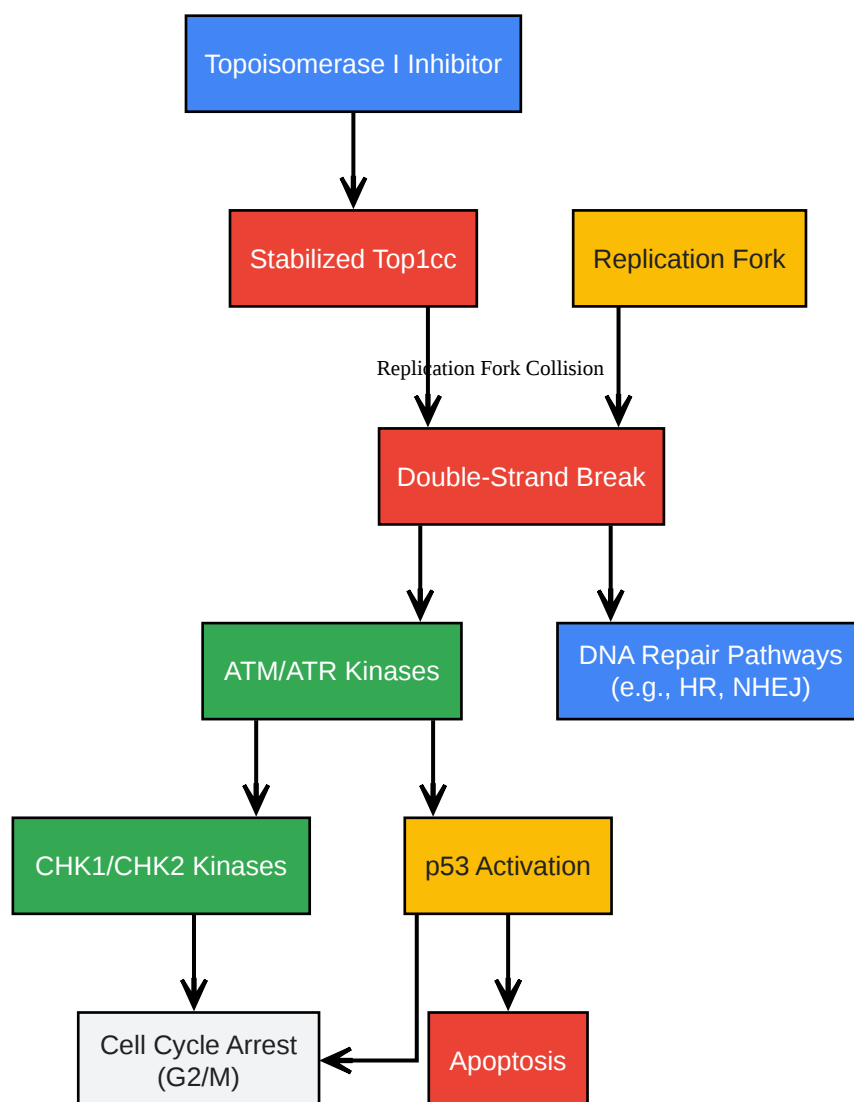 Topoisomerase I Inhibitor
Stabilized Top1cc
Replication Fork
Replication Fork Collision
Double-Strand Break
ATM/ATR Kinases
DNA Repair Pathways
(e.g., HR, NHEJ)
CHK1/CHK2 Kinases
p53 Activation
Cell Cycle Arrest
(G2/M)
Apoptosis